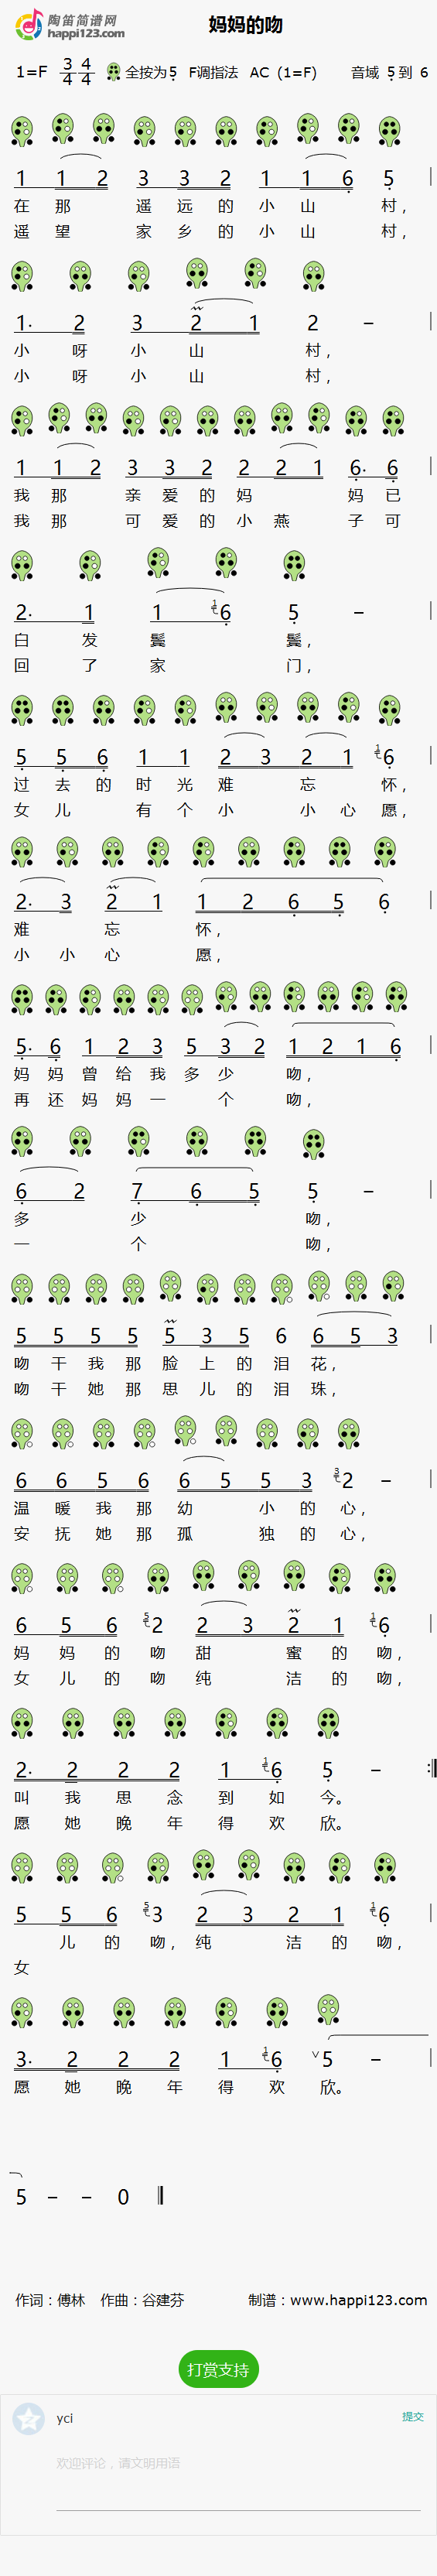 陶笛简谱网
happi123.com
妈妈的吻
1=F 3/4 4/4 全按为5̣ F调指法 AC (1=F) 音域 5̣ 到 6
1 1 2 3 3 2 1 1 6̣ 5̣ |
在 那 遥 远 的 小 山 村，
遥 望 家 乡 的 小 山 村，
1· 2 3 2 1 2 – |
小 呀 小 山 村，
小 呀 小 山 村，
1 1 2 3 3 2 2 2 1 6̣· 6̣ |
我 那 亲 爱 的 妈 妈 已
我 那 可 爱 的 小 燕 子 可
2· 1 1 1 6̣ 5̣ – |
白 发 鬓 鬓，
回 了 家 门，
5̣ 5̣ 6̣ 1 1 2 3 2 1 1 6̣ |
过 去 的 时 光 难 忘 怀，
女 儿 有 个 小 小 心 愿，
2· 3 2 1 1 2 6̣ 5̣ 6̣ |
难 忘 怀，
小 小 心 愿，
5̣· 6̣ 1 2 3 5 3 2 1 2 1 6̣ |
妈 妈 曾 给 我 多 少 吻，
再 还 妈 妈 一 个 吻，
6̣ 2 7̣ 6̣ 5̣ 5̣ – |
多 少 吻，
一 个 吻，
5 5 5 5 5 3 5 6 6 5 3 |
吻 干 我 那 脸 上 的 泪 花，
吻 干 她 那 思 儿 的 泪 珠，
6 6 5 6 6 5 5 3 3 2 – |
温 暖 我 那 幼 小 的 心，
安 抚 她 那 孤 独 的 心，
6 5 6 5 2 2 3 2 1 1 6̣ |
妈 妈 的 吻 甜 蜜 的 吻，
女 儿 的 吻 纯 洁 的 吻，
2· 2 2 2 1 1 6̣ 5̣ – :|
叫 我 思 念 到 如 今。
愿 她 晚 年 得 欢 欣。
5 5 6 5 3 2 3 2 1 1 6̣ |
儿 的 吻， 纯 洁 的 吻，
女
3· 2 2 2 1 1 6̣ ∨ 5 – |
愿 她 晚 年 得 欢 欣。
5 – – 0 ‖
作词：傅林 作曲：谷建芬 制谱：www.happi123.com
打赏支持
yci 提交
欢迎评论，请文明用语